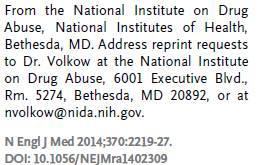 From the National Institute on Drug
Abuse, National Institutes of Health,
Bethesda, MD. Address reprint requests
to Dr. Volkow at the National Institute
on Drug Abuse, 6001 Executive Blvd.,
Rm. 5274, Bethesda, MD 20892, or at
nvolkow@nida.nih.gov.
N Engl J Med 2014;370:2219-27.
DOI: 10.1056/NEJMra1402309